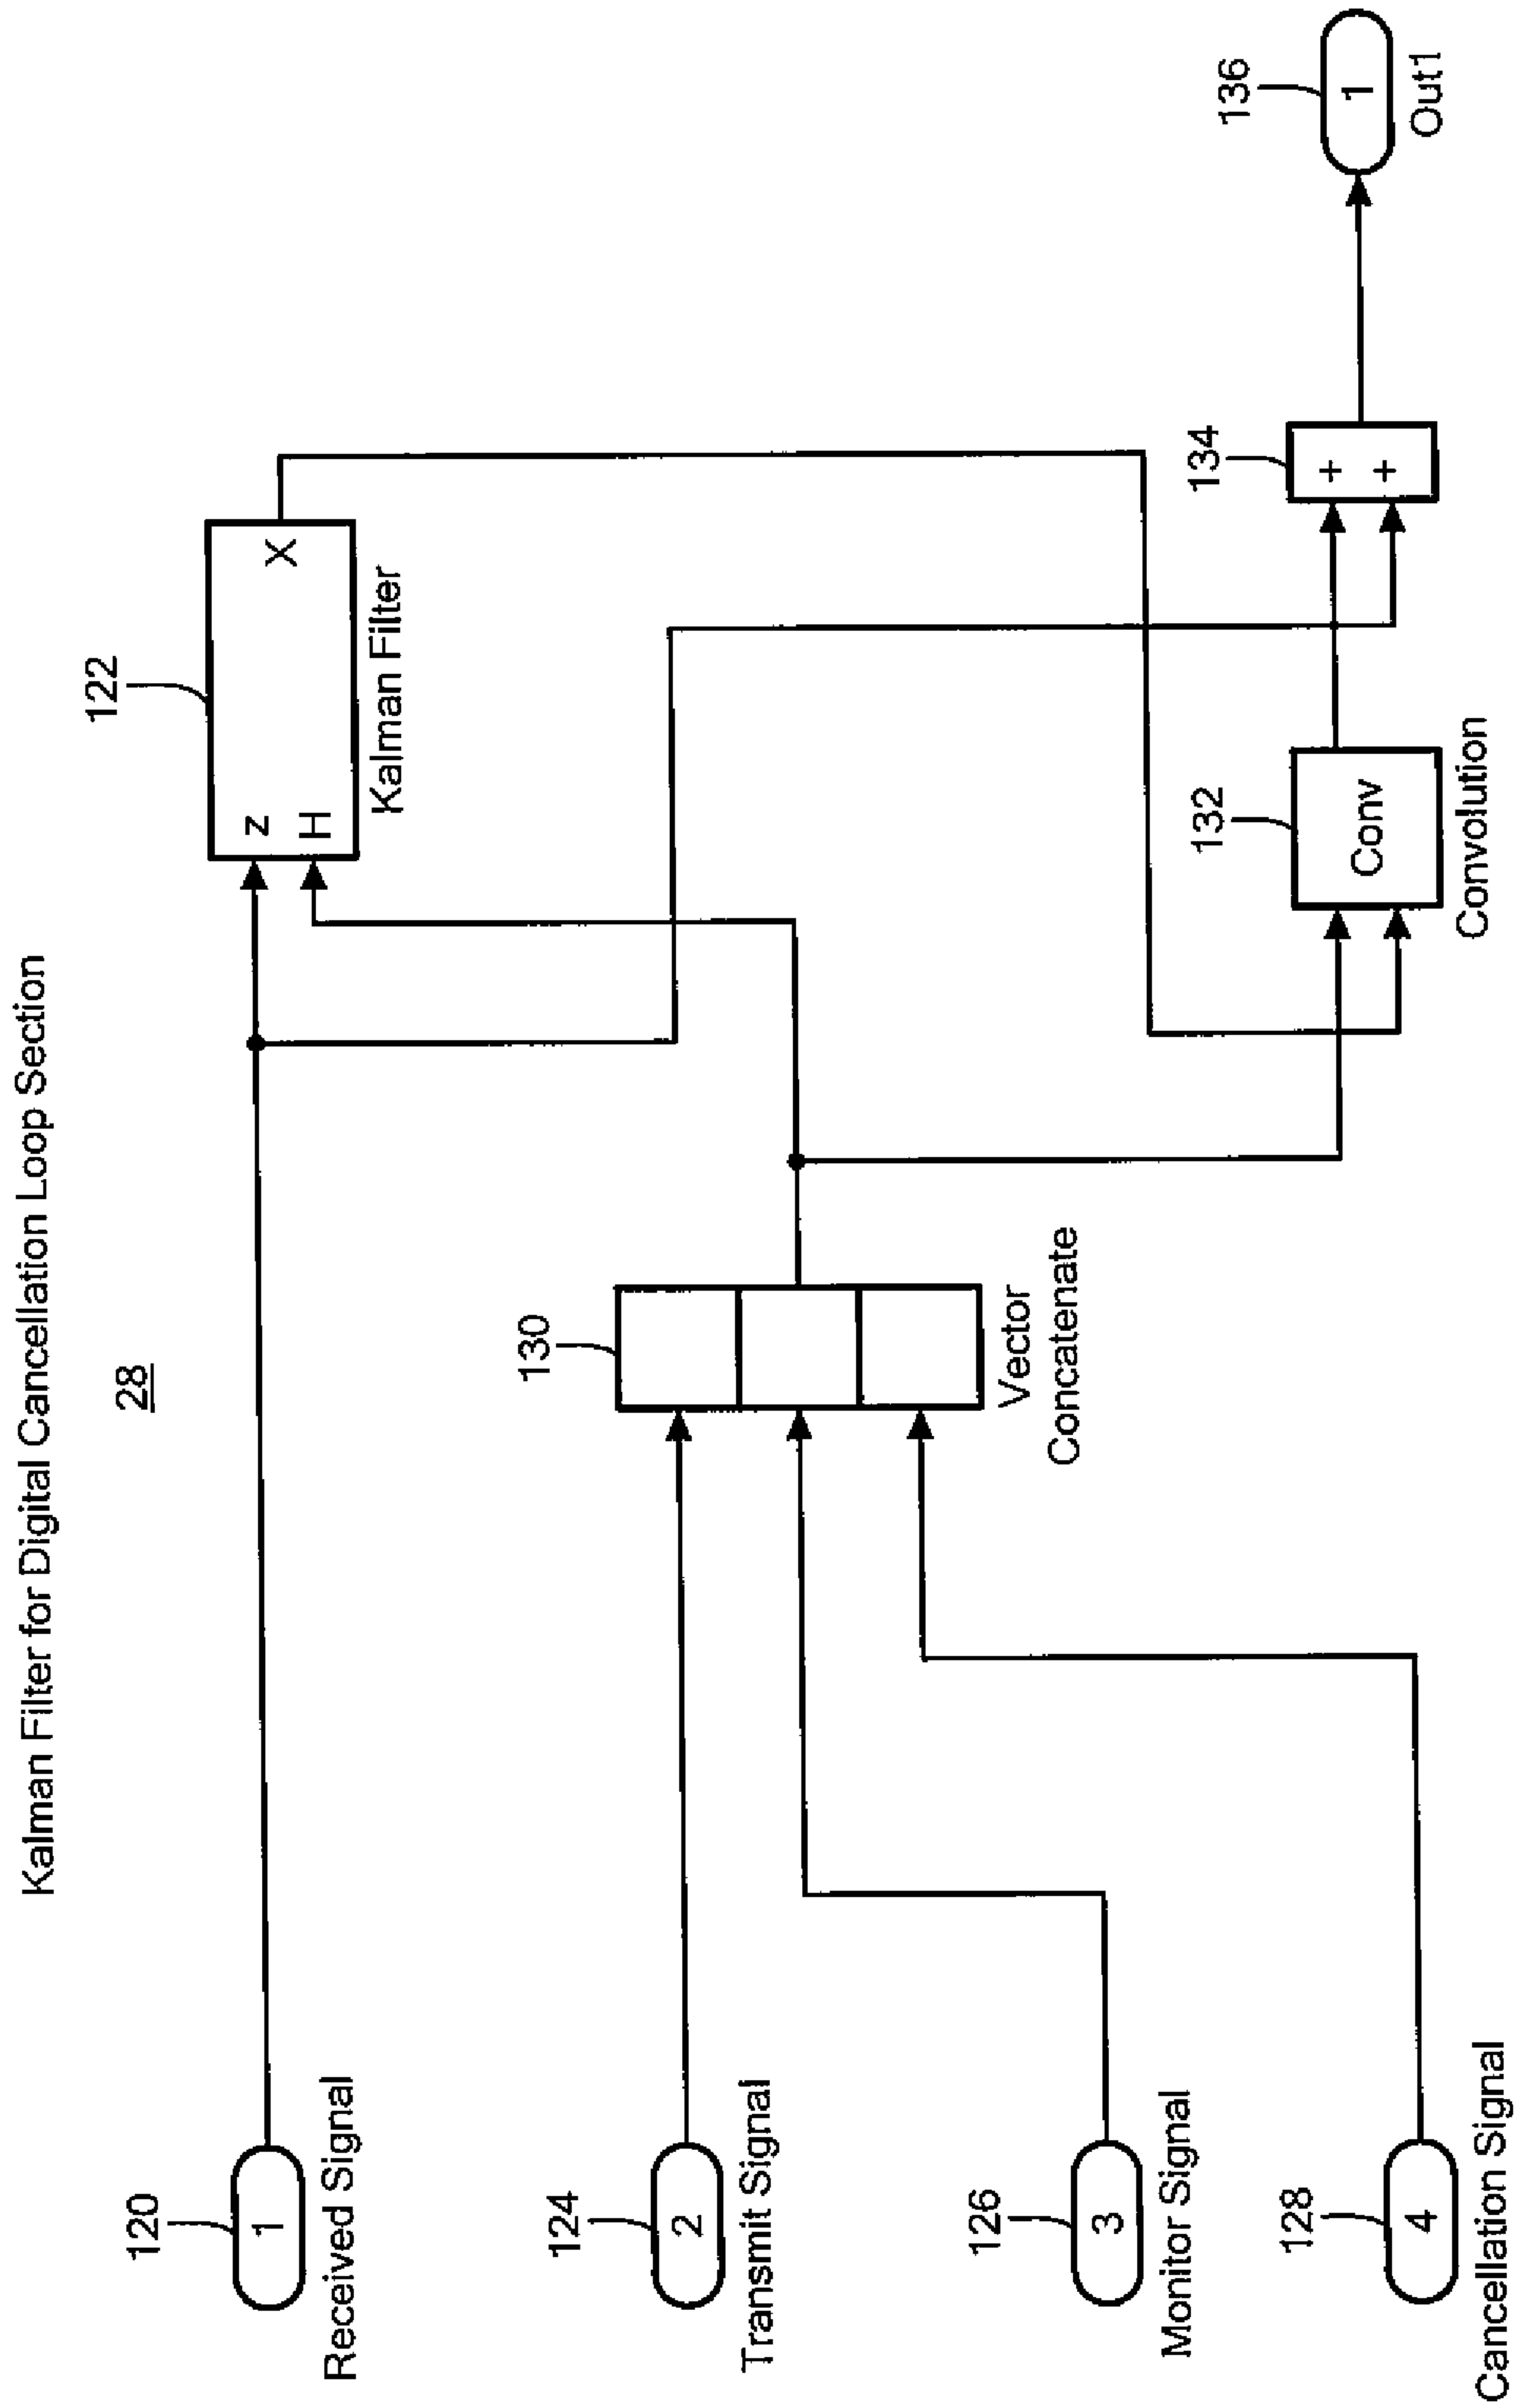 Kalman Filter for Digital Cancellation Loop Section
28
120
1
Received Signal
122
z
H
X
Kalman Filter
124
2
Transmit Signal
130
Vector
Concatenate
126
3
Monitor Signal
128
4
Cancellation Signal
132
Conv
Convolution
134
+
+
136
1
Out1